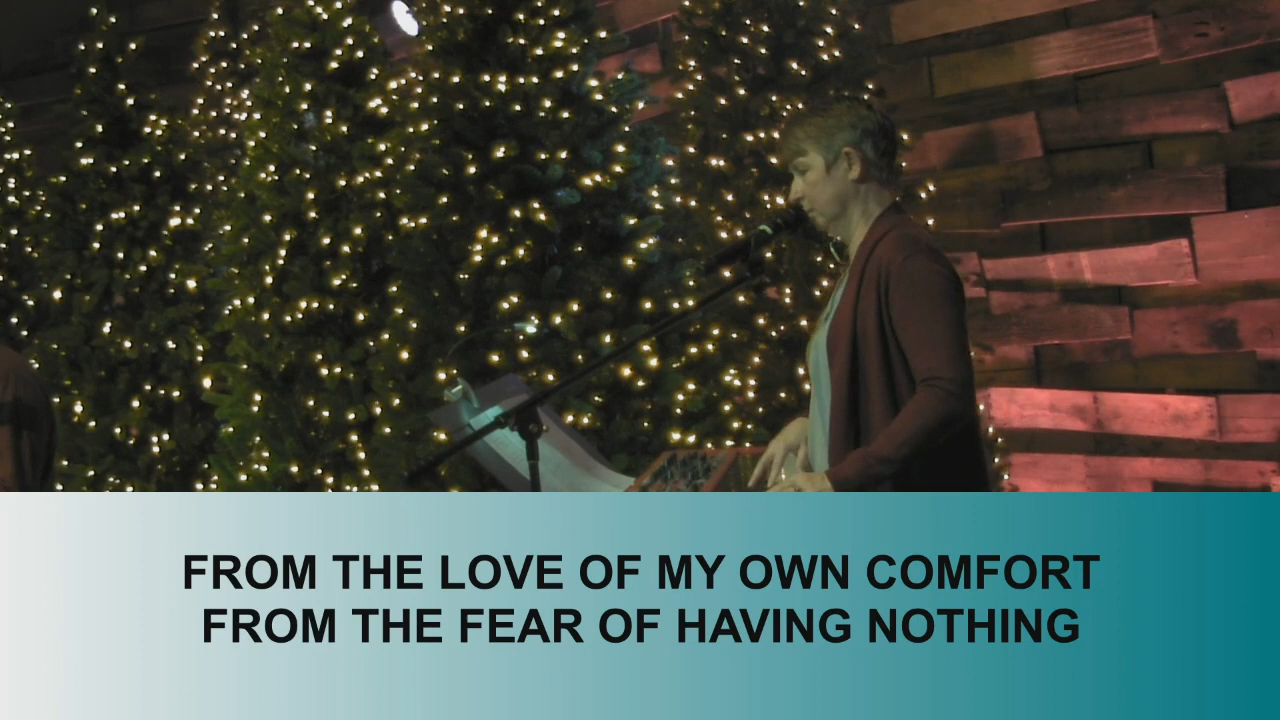 FROM THE LOVE OF MY OWN COMFORT
FROM THE FEAR OF HAVING NOTHING